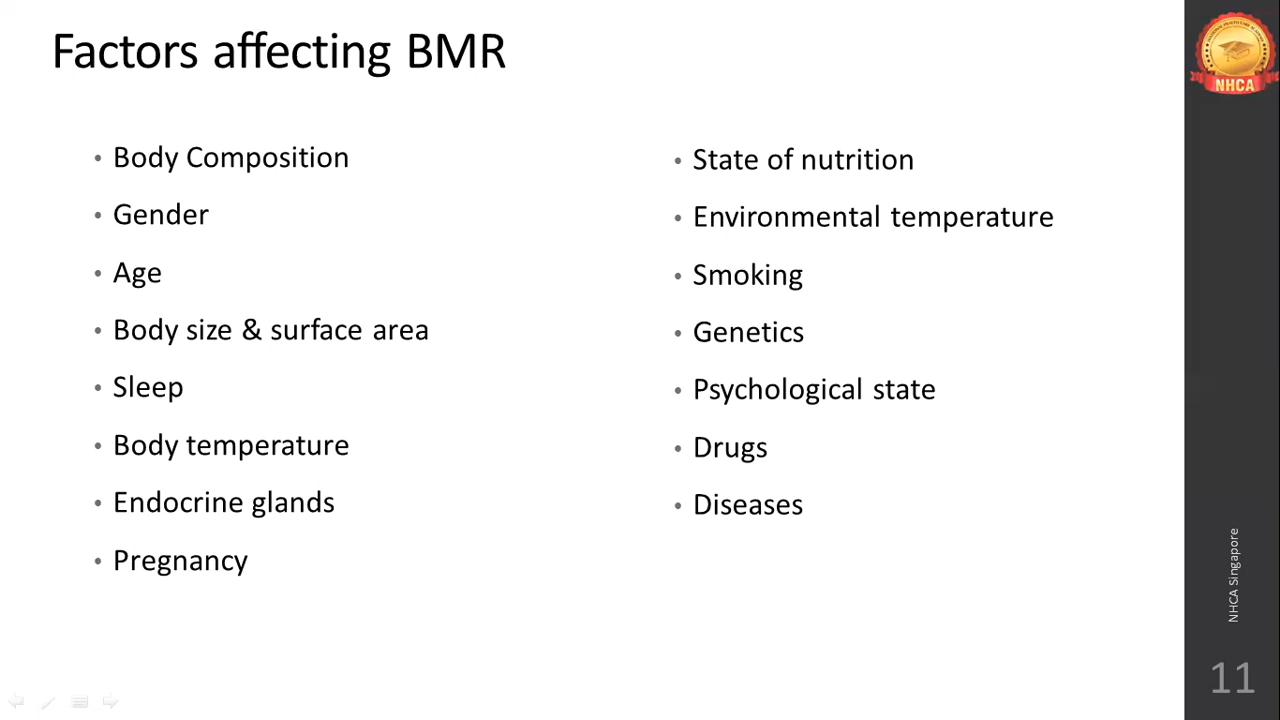 Factors affecting BMR
• Body Composition
• Gender
• Age
• Body size & surface area
• Sleep
• Body temperature
• Endocrine glands
• Pregnancy
• State of nutrition
• Environmental temperature
• Smoking
• Genetics
• Psychological state
• Drugs
• Diseases
NHCA
NHCA Singapore
11